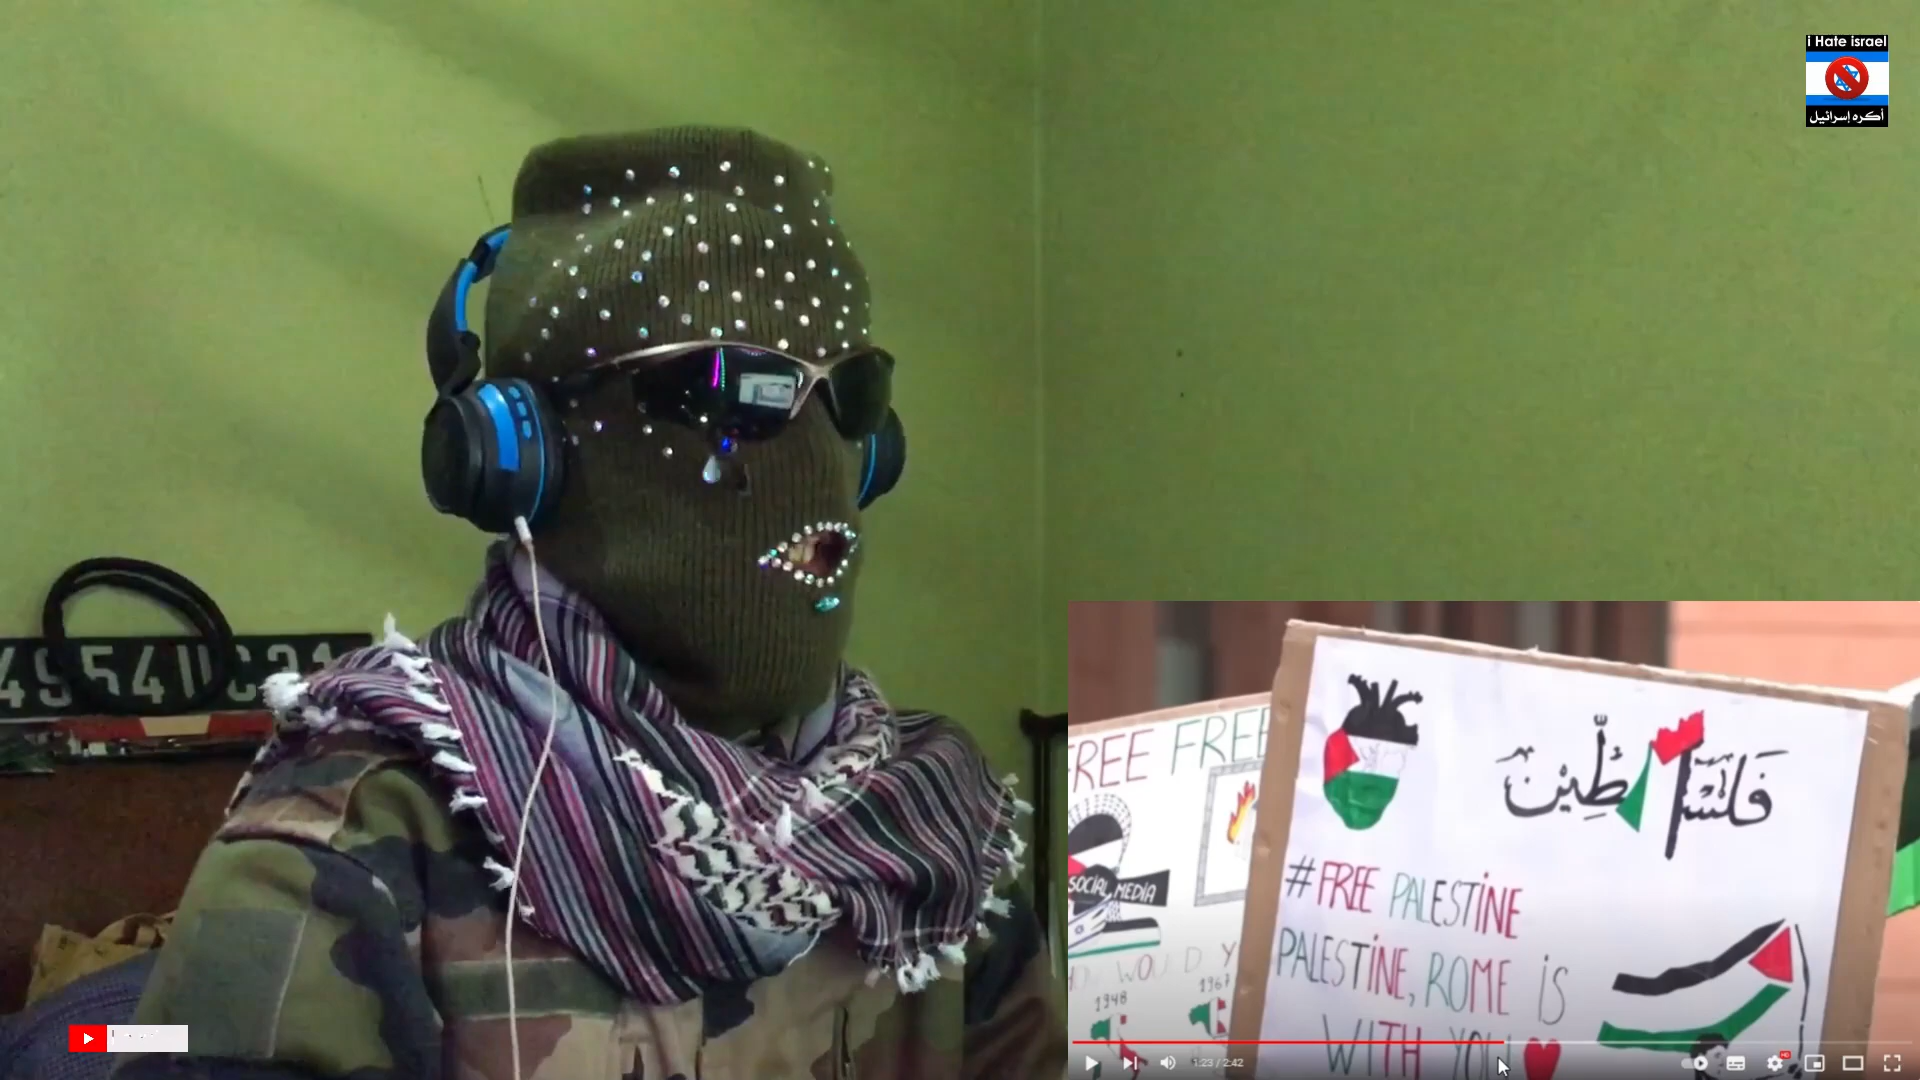 i Hate israel
أكره إسرائيل
FREE FREE
SOCIAL MEDIA
1948
1967
فلسطين
#FREE PALESTINE
PALESTINE, ROME is
WITH YOU
1:23 / 2:42
HD